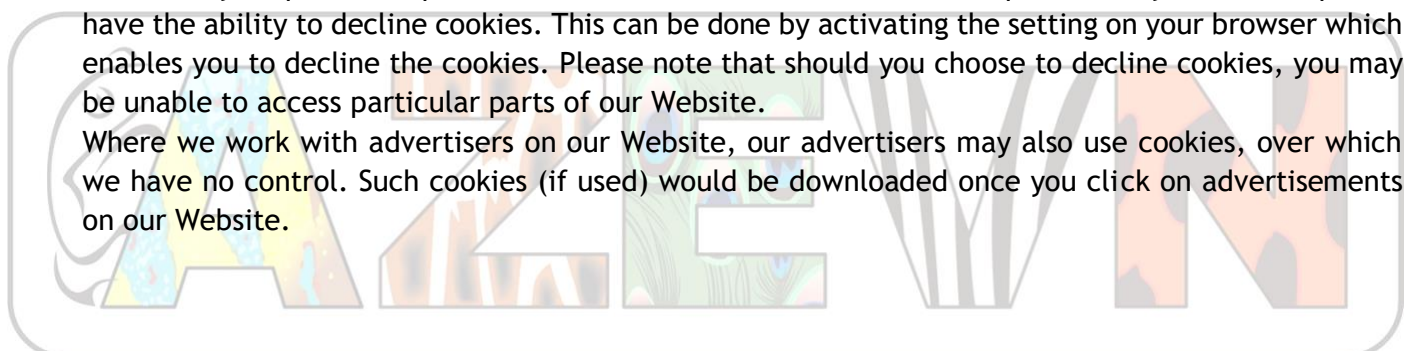 have the ability to decline cookies. This can be done by activating the setting on your browser which
enables you to decline the cookies. Please note that should you choose to decline cookies, you may
be unable to access particular parts of our Website.
Where we work with advertisers on our Website, our advertisers may also use cookies, over which
we have no control. Such cookies (if used) would be downloaded once you click on advertisements
on our Website.
AZEVN